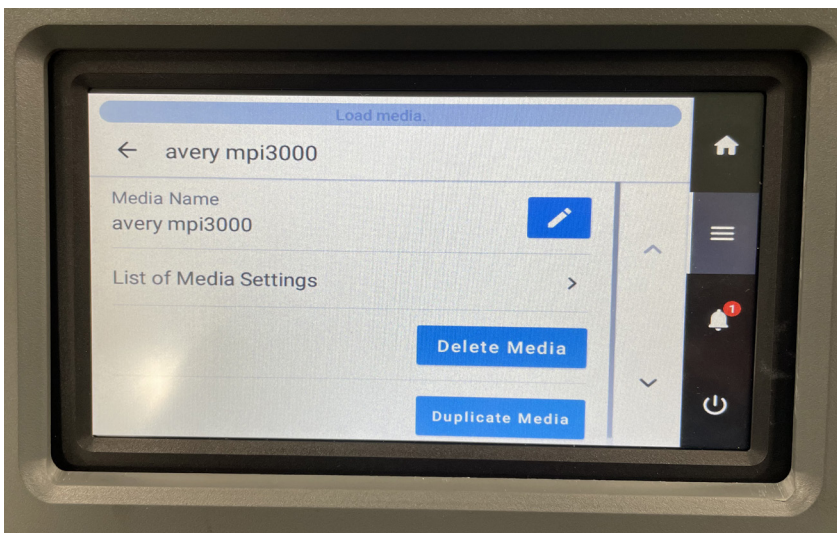 Load media.
avery mpi3000
Media Name
avery mpi3000
List of Media Settings
Delete Media
Duplicate Media
1